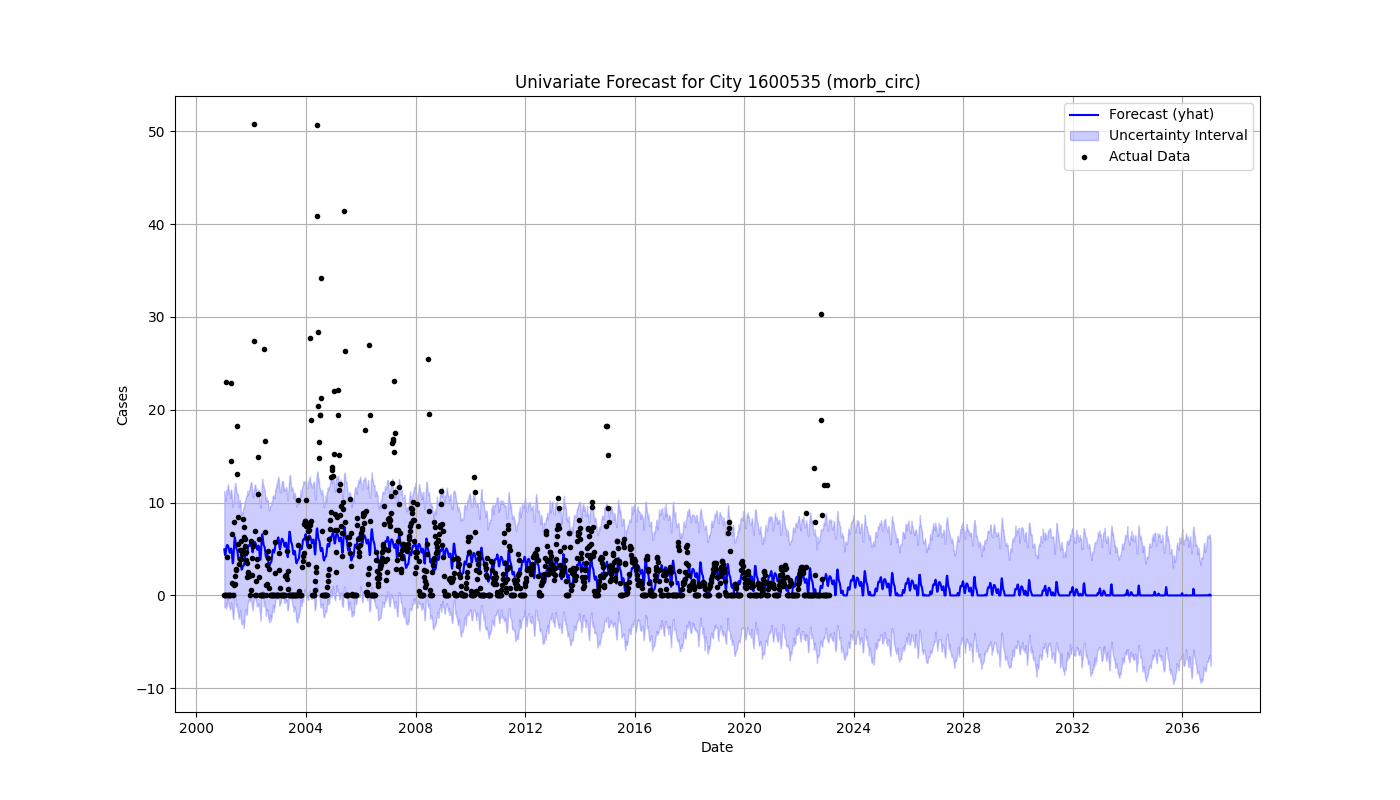 Univariate Forecast for City 1600535 (morb_circ)
Forecast (yhat)
Uncertainty Interval
Actual Data
50
40
30
20
10
0
−10
Cases
2000 2004 2008 2012 2016 2020 2024 2028 2032 2036
Date